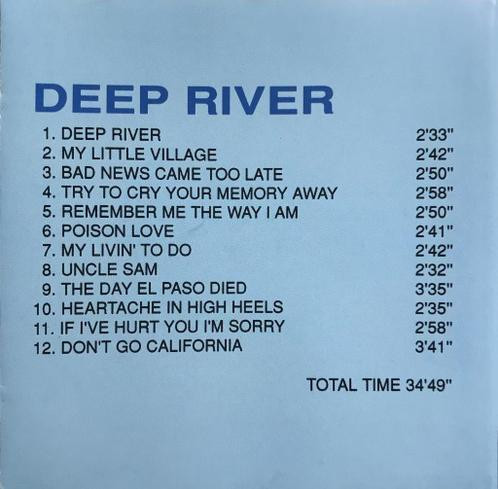 DEEP RIVER
1. DEEP RIVER 2'33"
2. MY LITTLE VILLAGE 2'42"
3. BAD NEWS CAME TOO LATE 2'50"
4. TRY TO CRY YOUR MEMORY AWAY 2'58"
5. REMEMBER ME THE WAY I AM 2'50"
6. POISON LOVE 2'41"
7. MY LIVIN' TO DO 2'42"
8. UNCLE SAM 2'32"
9. THE DAY EL PASO DIED 3'35"
10. HEARTACHE IN HIGH HEELS 2'35"
11. IF I'VE HURT YOU I'M SORRY 2'58"
12. DON'T GO CALIFORNIA 3'41"
TOTAL TIME 34'49"